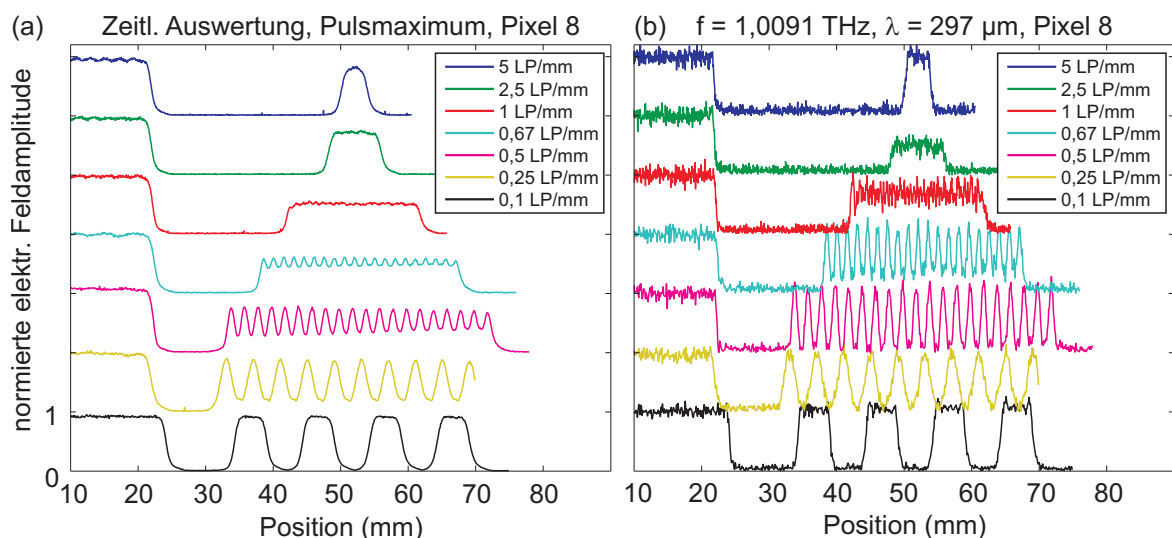 (a) Zeitl. Auswertung, Pulsmaximum, Pixel 8
5 LP/mm
2,5 LP/mm
1 LP/mm
0,67 LP/mm
0,5 LP/mm
0,25 LP/mm
0,1 LP/mm
normierte elektr. Feldamplitude
1
0
10 20 30 40 50 60 70 80
Position (mm)
(b) f = 1,0091 THz, λ = 297 µm, Pixel 8
5 LP/mm
2,5 LP/mm
1 LP/mm
0,67 LP/mm
0,5 LP/mm
0,25 LP/mm
0,1 LP/mm
10 20 30 40 50 60 70 80
Position (mm)